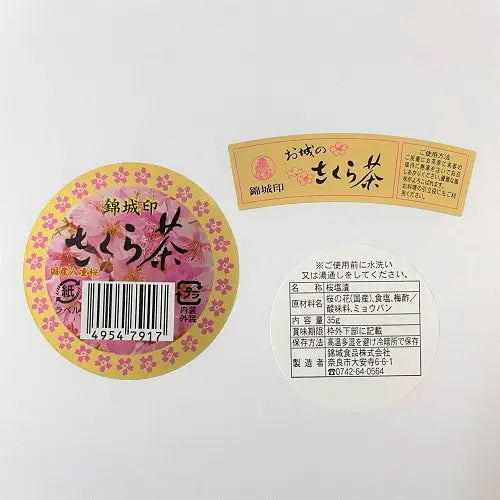 錦城印
さくら茶
国産八重桜
紙
ラベル
プラ
内装
外装
4954 7917
お城の
さくら茶
錦城印
ご使用方法
※ご使用前に水洗い
又は湯通しをしてください。
名　称 桜塩漬
原材料名 桜の花(国産)、食塩、梅酢／
酸味料、ミョウバン
内 容 量 35g
賞味期限 枠外下部に記載
保存方法 高温多湿を避け冷暗所で保存
製 造 者 錦城食品株式会社
奈良市大安寺6-6-1
☎0742-64-0564